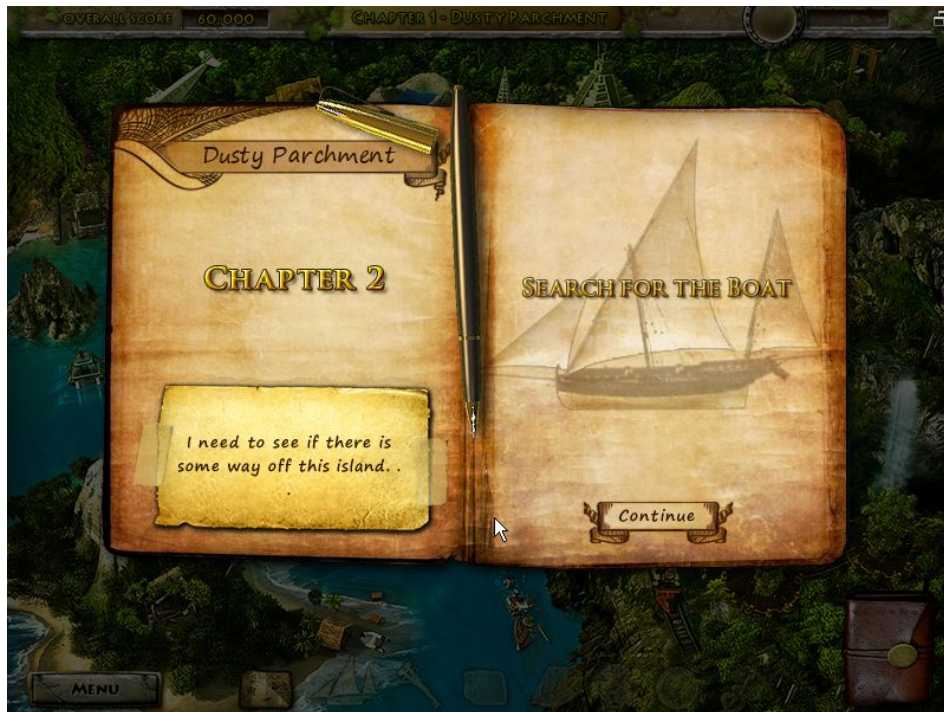 OVERALL SCORE 60,000 CHAPTER 1 - DUSTY PARCHMENT
Dusty Parchment
CHAPTER 2
I need to see if there is
some way off this island. .
.
SEARCH FOR THE BOAT
Continue
MENU